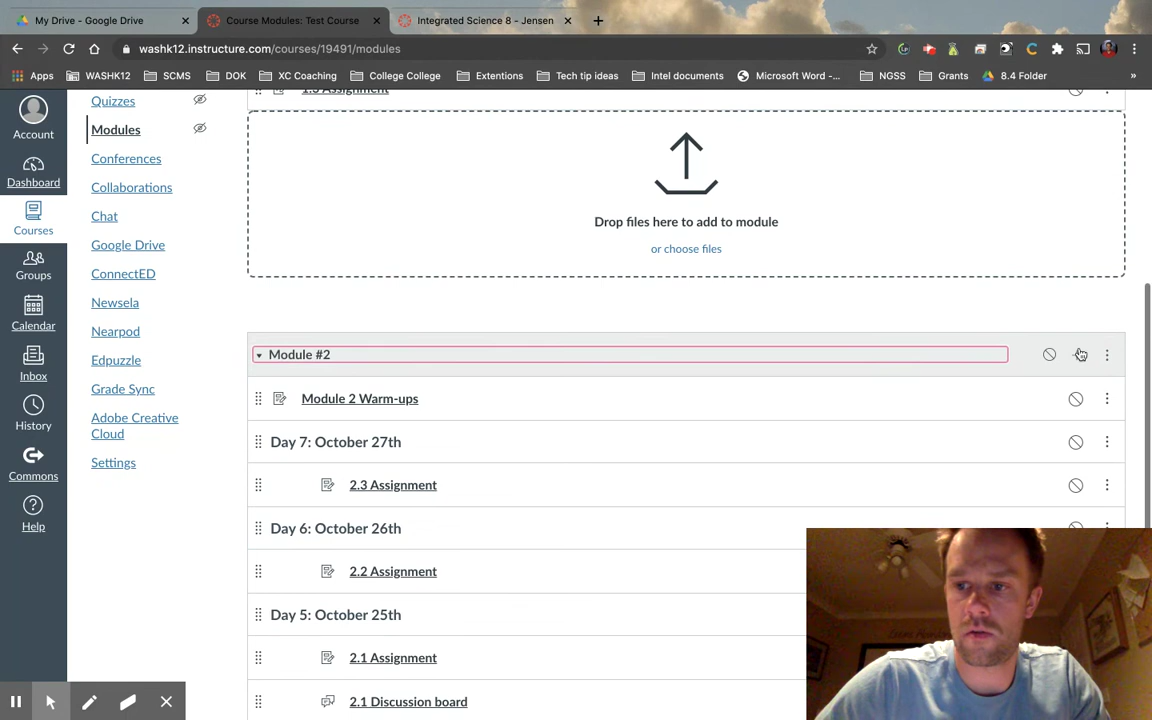 My Drive - Google Drive
Course Modules: Test Course
Integrated Science 8 - Jensen
washk12.instructure.com/courses/19491/modules
Apps WASHK12 SCMS DOK XC Coaching College College Extentions Tech tip ideas Intel documents Microsoft Word -... NGSS Grants 8.4 Folder »
Account
Dashboard
Courses
Groups
Calendar
Inbox
History
Commons
Help
Quizzes
Modules
Conferences
Collaborations
Chat
Google Drive
ConnectED
Newsela
Nearpod
Edpuzzle
Grade Sync
Adobe Creative
Cloud
Settings
1.3 Assignment
Drop files here to add to module
or choose files
Module #2
Module 2 Warm-ups
Day 7: October 27th
2.3 Assignment
Day 6: October 26th
2.2 Assignment
Day 5: October 25th
2.1 Assignment
2.1 Discussion board